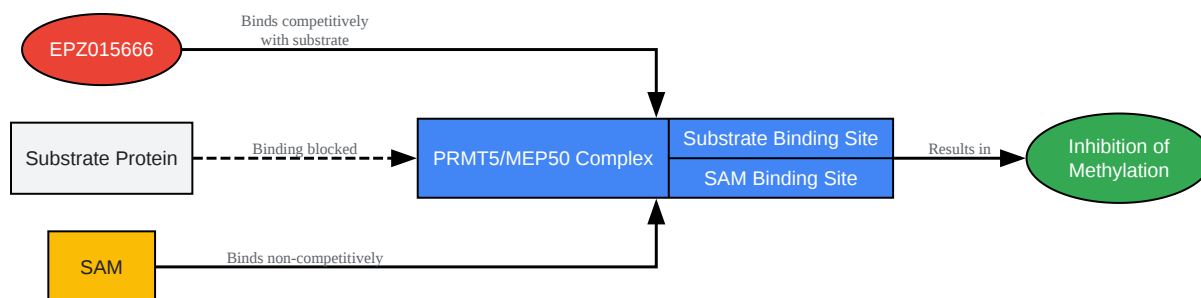 EPZ015666
Binds competitively
with substrate
Substrate Protein
Binding blocked
PRMT5/MEP50 Complex
Substrate Binding Site
SAM Binding Site
Results in
Inhibition of
Methylation
SAM
Binds non-competitively